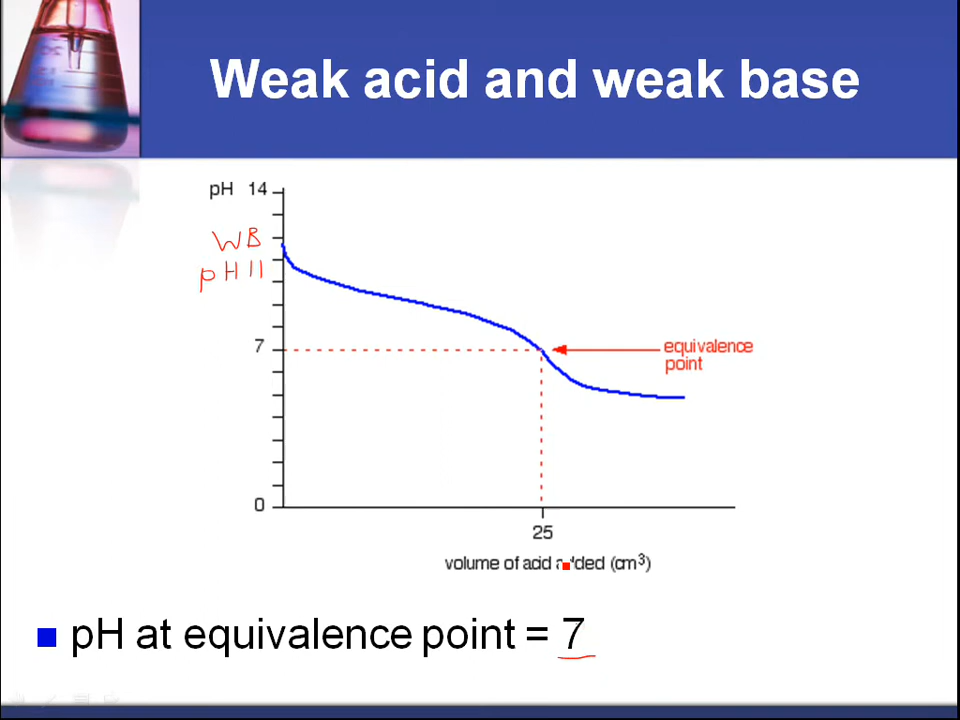 Weak acid and weak base
pH 14
WB
pH 11
7
equivalence
point
0
25
volume of acid added (cm³)
pH at equivalence point = 7